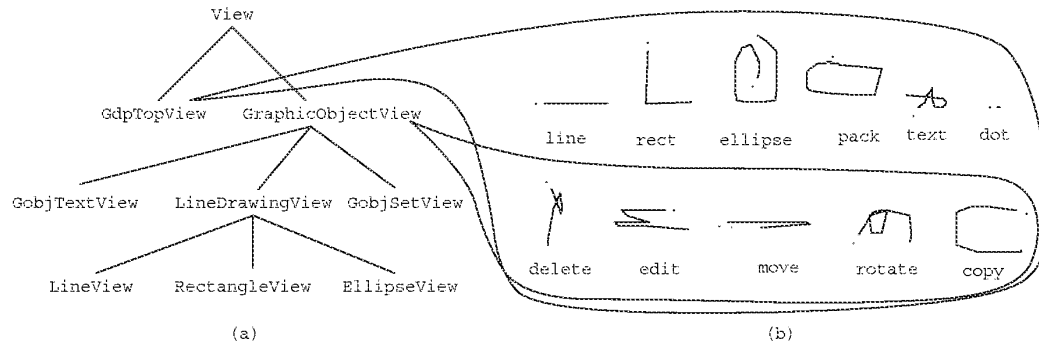 View
GdpTopView GraphicObjectView
line rect ellipse pack text dot
GobjTextView LineDrawingView GobjSetView
delete edit move rotate copy
LineView RectangleView EllipseView
(a) (b)